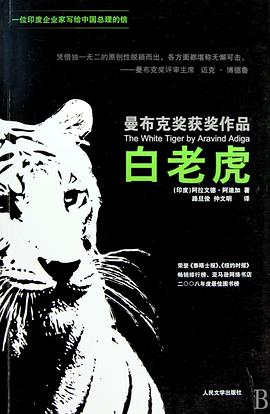 一位印度企业家写给中国总理的信
凭借独一无二的原创性脱颖而出，各方面都堪称无懈可击。
——曼布克奖评审主席 迈克·博德鲁
曼布克奖获奖作品
The White Tiger by Aravind Adiga
白老虎
(印度)阿拉文德·阿迪加 著
路旦俊 仲文明 译
荣登《泰晤士报》、《纽约时报》
畅销排行榜、亚马逊网络书店
二〇〇八年度最佳图书榜
人民文学出版社
B